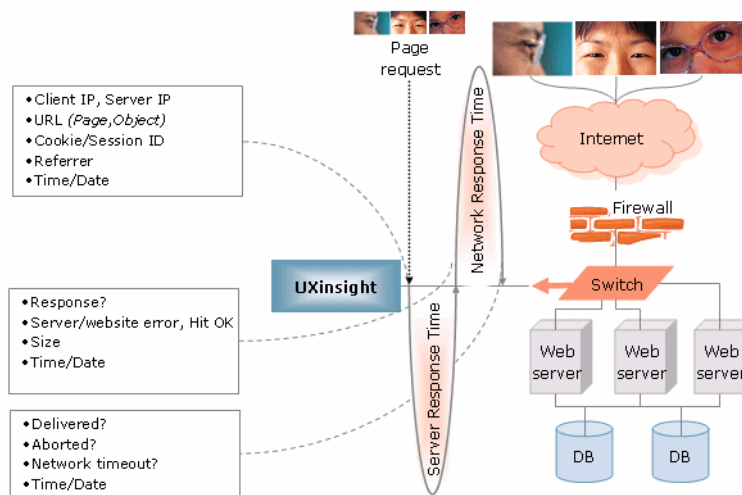 Page
request
• Client IP, Server IP
• URL (Page,Object)
• Cookie/Session ID
• Referrer
• Time/Date
Network Response Time
Internet
Firewall
UXinsight
Switch
• Response?
• Server/website error, Hit OK
• Size
• Time/Date
Server Response Time
Web
server
Web
server
Web
server
• Delivered?
• Aborted?
• Network timeout?
• Time/Date
DB
DB